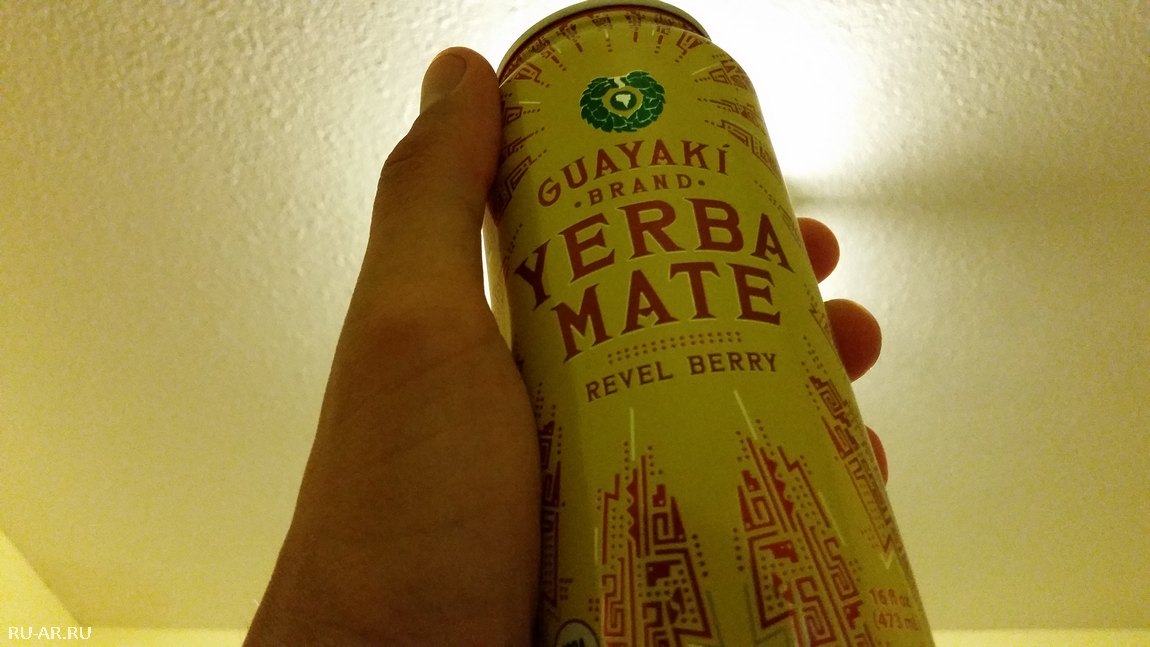 GUAYAKÍ
·BRAND·
YERBA
MATE
REVEL BERRY
16 fl oz
(473 mL
RU-AR.RU